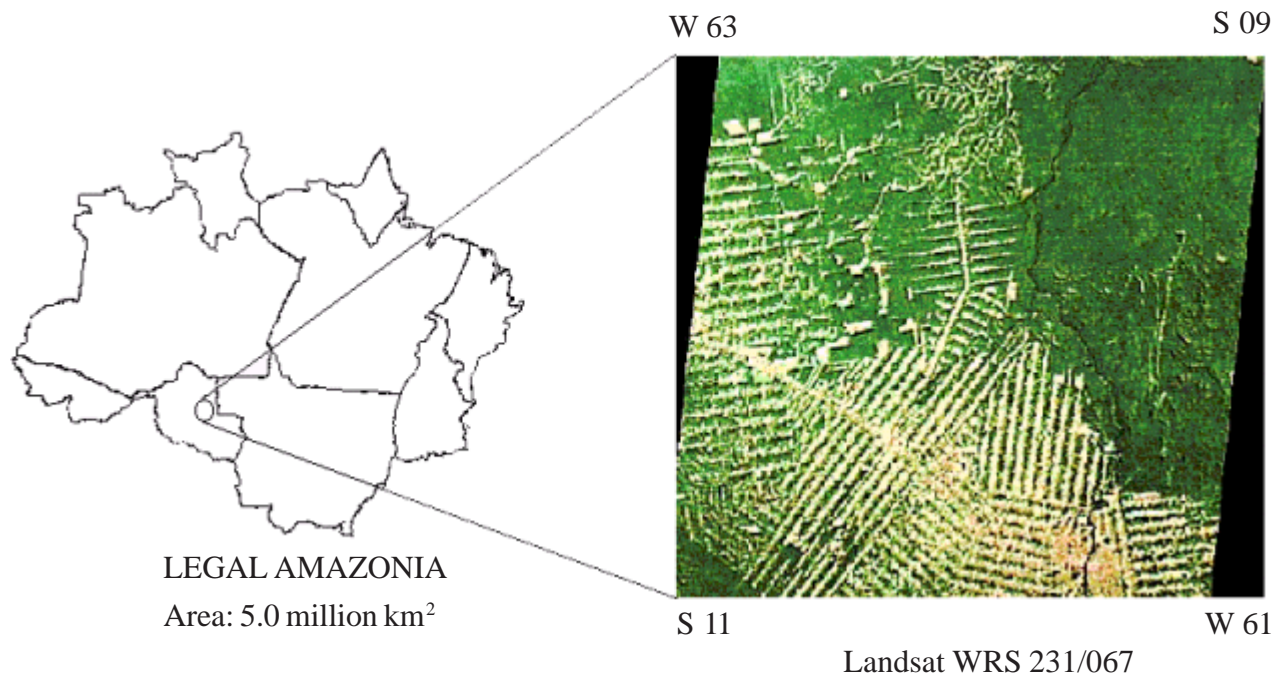 W 63
S 09
LEGAL AMAZONIA
Area: 5.0 million km²
S 11
W 61
Landsat WRS 231/067